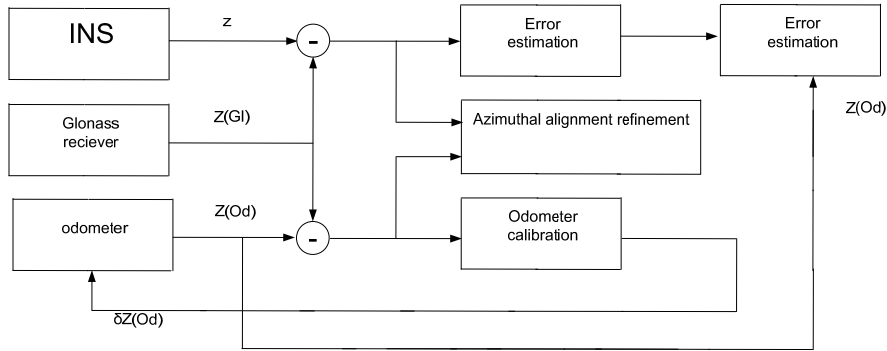 INS
z
-
Error
estimation
Error
estimation
Glonass
reciever
Z(Gl)
Azimuthal alignment refinement
Z(Od)
odometer
Z(Od)
-
Odometer
calibration
δZ(Od)